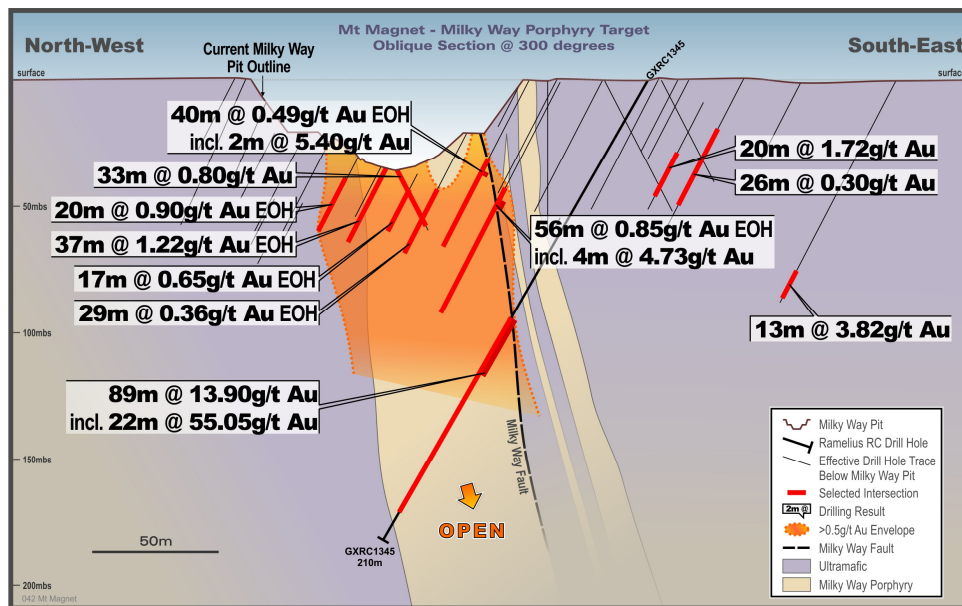 Mt Magnet - Milky Way Porphyry Target
Oblique Section @ 300 degrees
North-West
South-East
Current Milky Way
Pit Outline
GXRC1345
surface
40m @ 0.49g/t Au EOH
incl. 2m @ 5.40g/t Au
33m @ 0.80g/t Au
20m @ 0.90g/t Au EOH
37m @ 1.22g/t Au EOH
17m @ 0.65g/t Au EOH
29m @ 0.36g/t Au EOH
20m @ 1.72g/t Au
26m @ 0.30g/t Au
56m @ 0.85g/t Au EOH
incl. 4m @ 4.73g/t Au
13m @ 3.82g/t Au
89m @ 13.90g/t Au
incl. 22m @ 55.05g/t Au
50mbs
100mbs
150mbs
200mbs
Milky Way Fault
OPEN
50m
GXRC1345
210m
042 Mt Magnet
Milky Way Pit
Ramelius RC Drill Hole
Effective Drill Hole Trace
Below Milky Way Pit
Selected Intersection
2m @
Drilling Result
>0.5g/t Au Envelope
Milky Way Fault
Ultramafic
Milky Way Porphyry